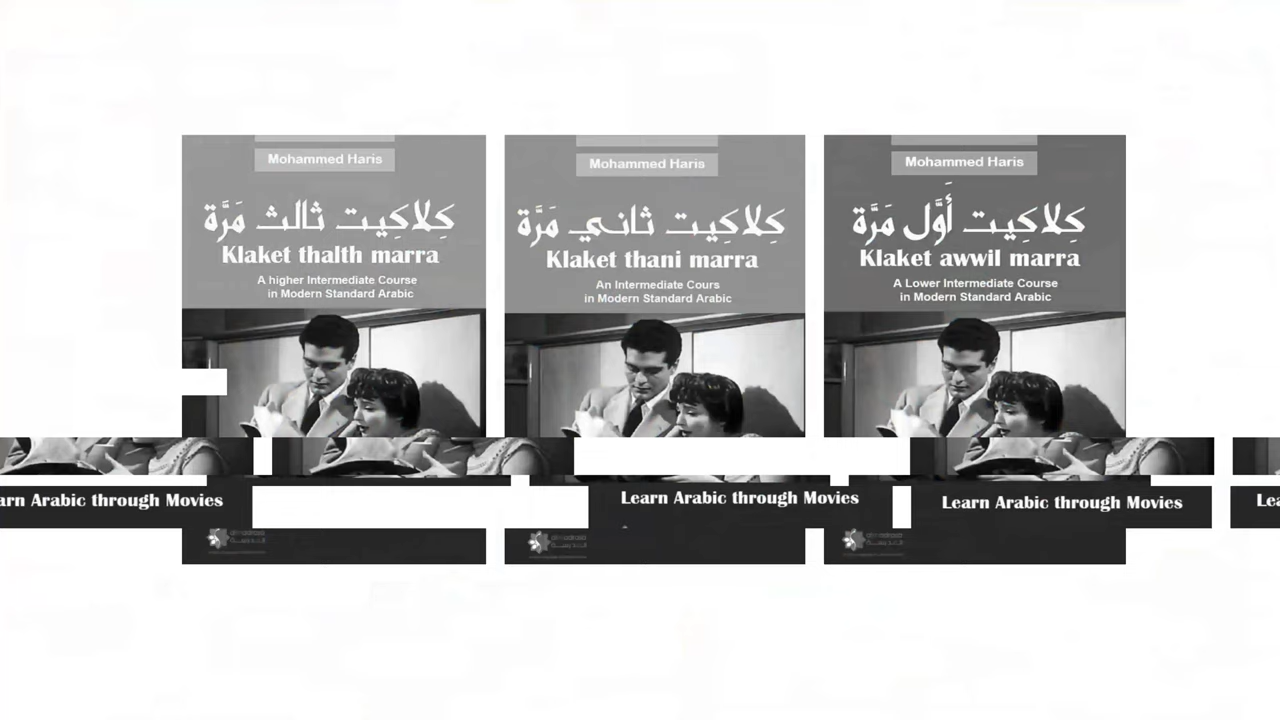 Mohammed Haris
كِلاكِيت ثالث مَرَّة
Klaket thalth marra
A higher Intermediate Course
in Modern Standard Arabic
Mohammed Haris
كِلاكِيت ثاني مَرَّة
Klaket thani marra
An Intermediate Cours
in Modern Standard Arabic
Mohammed Haris
كِلاكِيت أَوَّل مَرَّة
Klaket awwil marra
A Lower Intermediate Course
in Modern Standard Arabic
arn Arabic through Movies
Learn Arabic through Movies
Learn Arabic through Movies
Lea